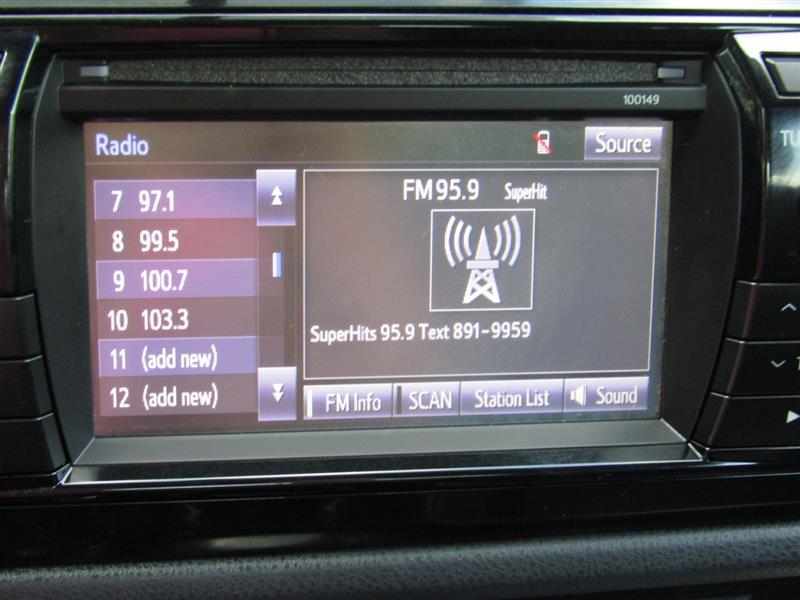 100149
Radio
Source
7 97.1
8 99.5
9 100.7
10 103.3
11 (add new)
12 (add new)
FM 95.9 SuperHit
SuperHits 95.9 Text 891-9959
FM Info
SCAN
Station List
Sound
TU